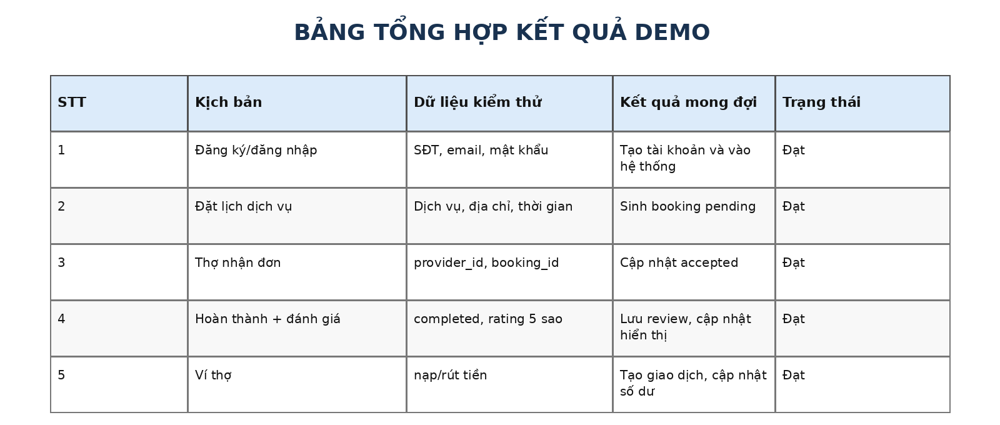 BẢNG TỔNG HỢP KẾT QUẢ DEMO
STT Kịch bản Dữ liệu kiểm thử Kết quả mong đợi Trạng thái
1 Đăng ký/đăng nhập SĐT, email, mật khẩu Tạo tài khoản và vào Đạt
hệ thống
2 Đặt lịch dịch vụ Dịch vụ, địa chỉ, thời gian Sinh booking pending Đạt
3 Thợ nhận đơn provider_id, booking_id Cập nhật accepted Đạt
4 Hoàn thành + đánh giá completed, rating 5 sao Lưu review, cập nhật Đạt
hiển thị
5 Ví thợ nạp/rút tiền Tạo giao dịch, cập nhật Đạt
số dư